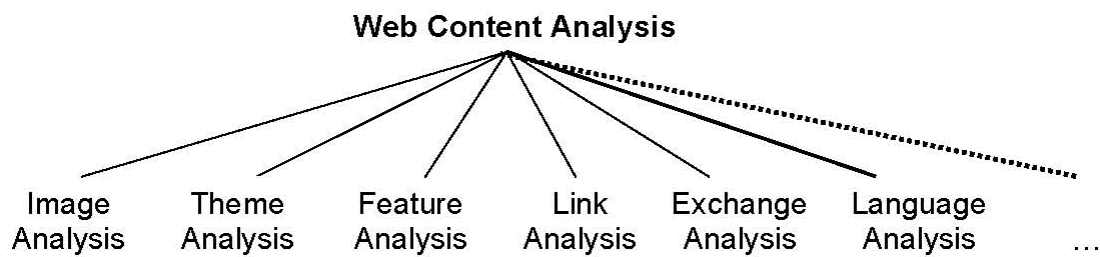 Web Content Analysis
Image Theme Feature Link Exchange Language
Analysis Analysis Analysis Analysis Analysis Analysis ...